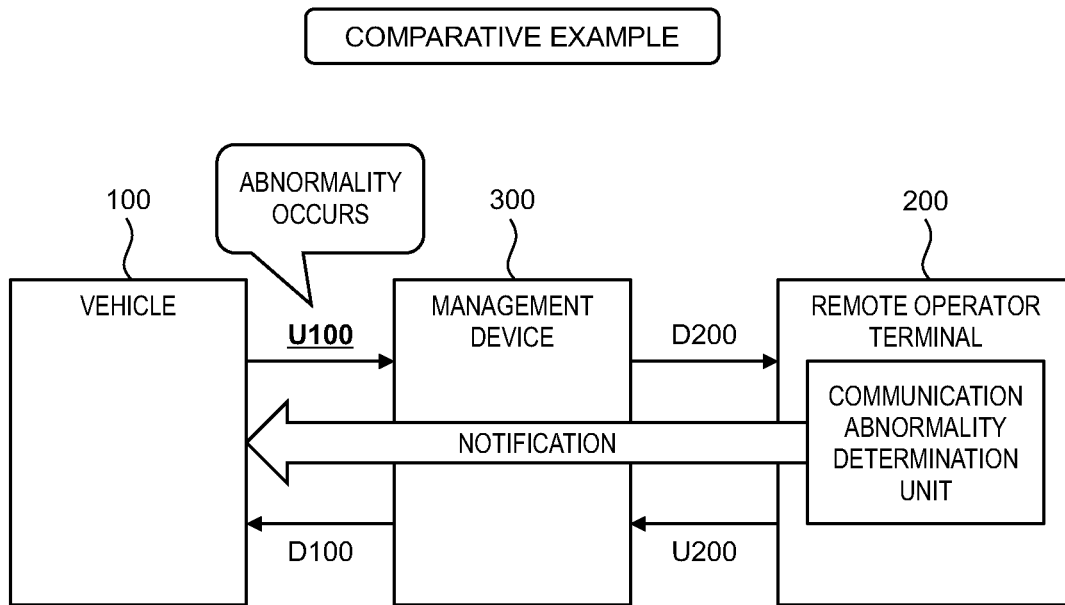 COMPARATIVE EXAMPLE
ABNORMALITY
OCCURS
100
300
200
VEHICLE
MANAGEMENT
DEVICE
REMOTE OPERATOR
TERMINAL
U100
D200
COMMUNICATION
ABNORMALITY
DETERMINATION
UNIT
NOTIFICATION
D100
U200